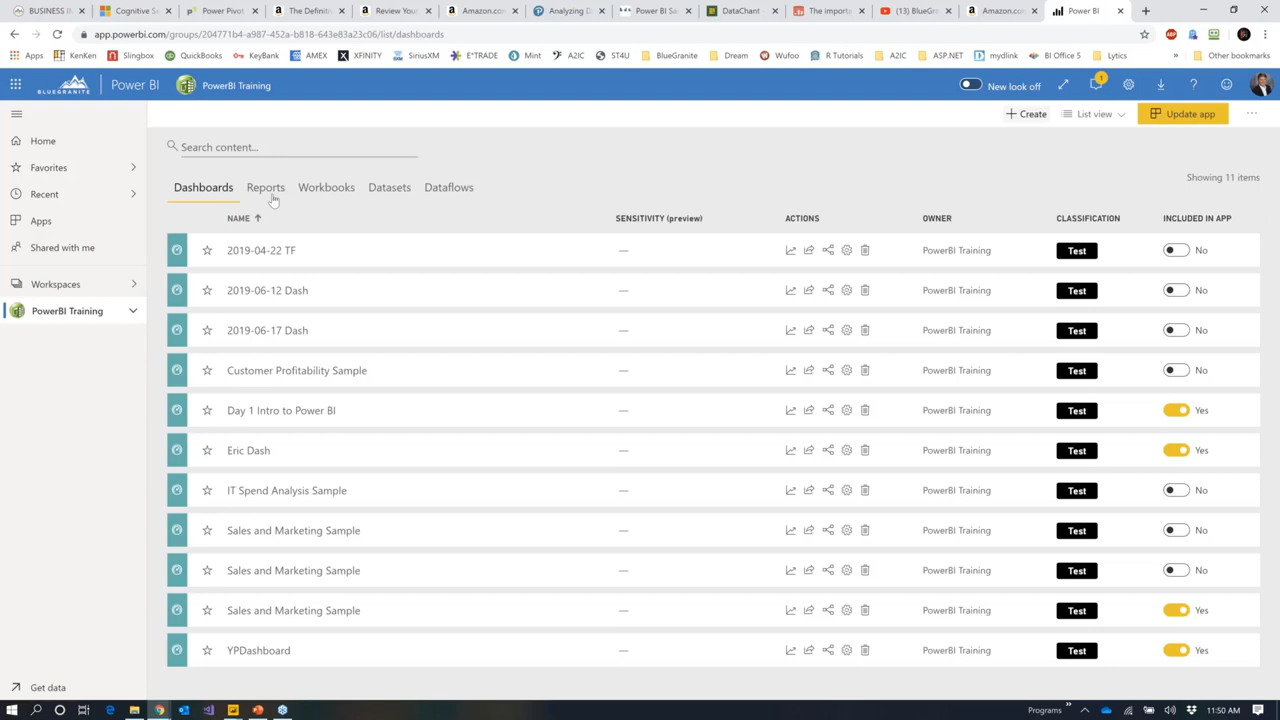 BUSINESS I
Cognitive Se
Power Pivot
The Definiti
Review Your
Amazon.co
Analyzing D
Power BI Sa
DataChant
The importa
(13) BlueGra
Amazon.co
Power BI
app.powerbi.com/groups/204771b4-a987-452a-b818-643e83a23c06/list/dashboards
Apps
KenKen
Slingbox
QuickBooks
KeyBank
AMEX
XFINITY
SiriusXM
E*TRADE
Mint
A2IC
ST4U
BlueGranite
Dream
Wufoo
R Tutorials
A2IC
ASP.NET
mydlink
BI Office 5
Lytics
Other bookmarks
BLUEGRANITE
Power BI
PowerBI Training
New look off
1
Create
List view
Update app
Home
Favorites
Recent
Apps
Shared with me
Workspaces
PowerBI Training
Get data
Search content...
Dashboards Reports Workbooks Datasets Dataflows
Showing 11 items
NAME SENSITIVITY (preview) ACTIONS OWNER CLASSIFICATION INCLUDED IN APP
2019-04-22 TF — PowerBI Training Test No
2019-06-12 Dash — PowerBI Training Test No
2019-06-17 Dash — PowerBI Training Test No
Customer Profitability Sample — PowerBI Training Test No
Day 1 Intro to Power BI — PowerBI Training Test Yes
Eric Dash — PowerBI Training Test Yes
IT Spend Analysis Sample — PowerBI Training Test No
Sales and Marketing Sample — PowerBI Training Test No
Sales and Marketing Sample — PowerBI Training Test No
Sales and Marketing Sample — PowerBI Training Test Yes
YPDashboard — PowerBI Training Test Yes
Programs
11:50 AM